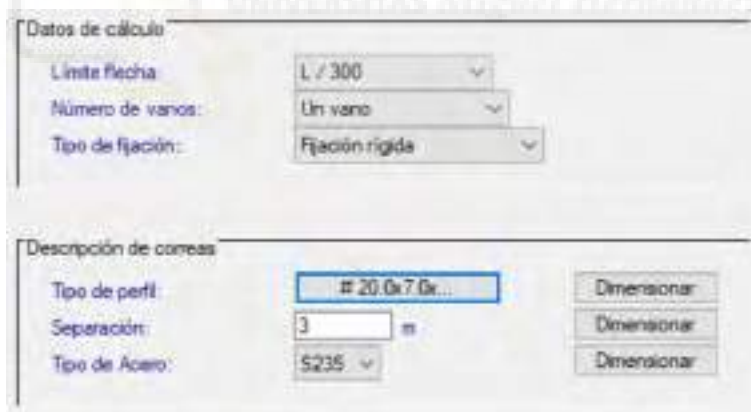 Datos de cálculo
Límite flecha: L / 300
Número de vanos: Un vano
Tipo de fijación: Fijación rígida
Descripción de correas
Tipo de perfil: # 20.0x7.0x... Dimensionar
Separación: 3 m Dimensionar
Tipo de Acero: S235 Dimensionar